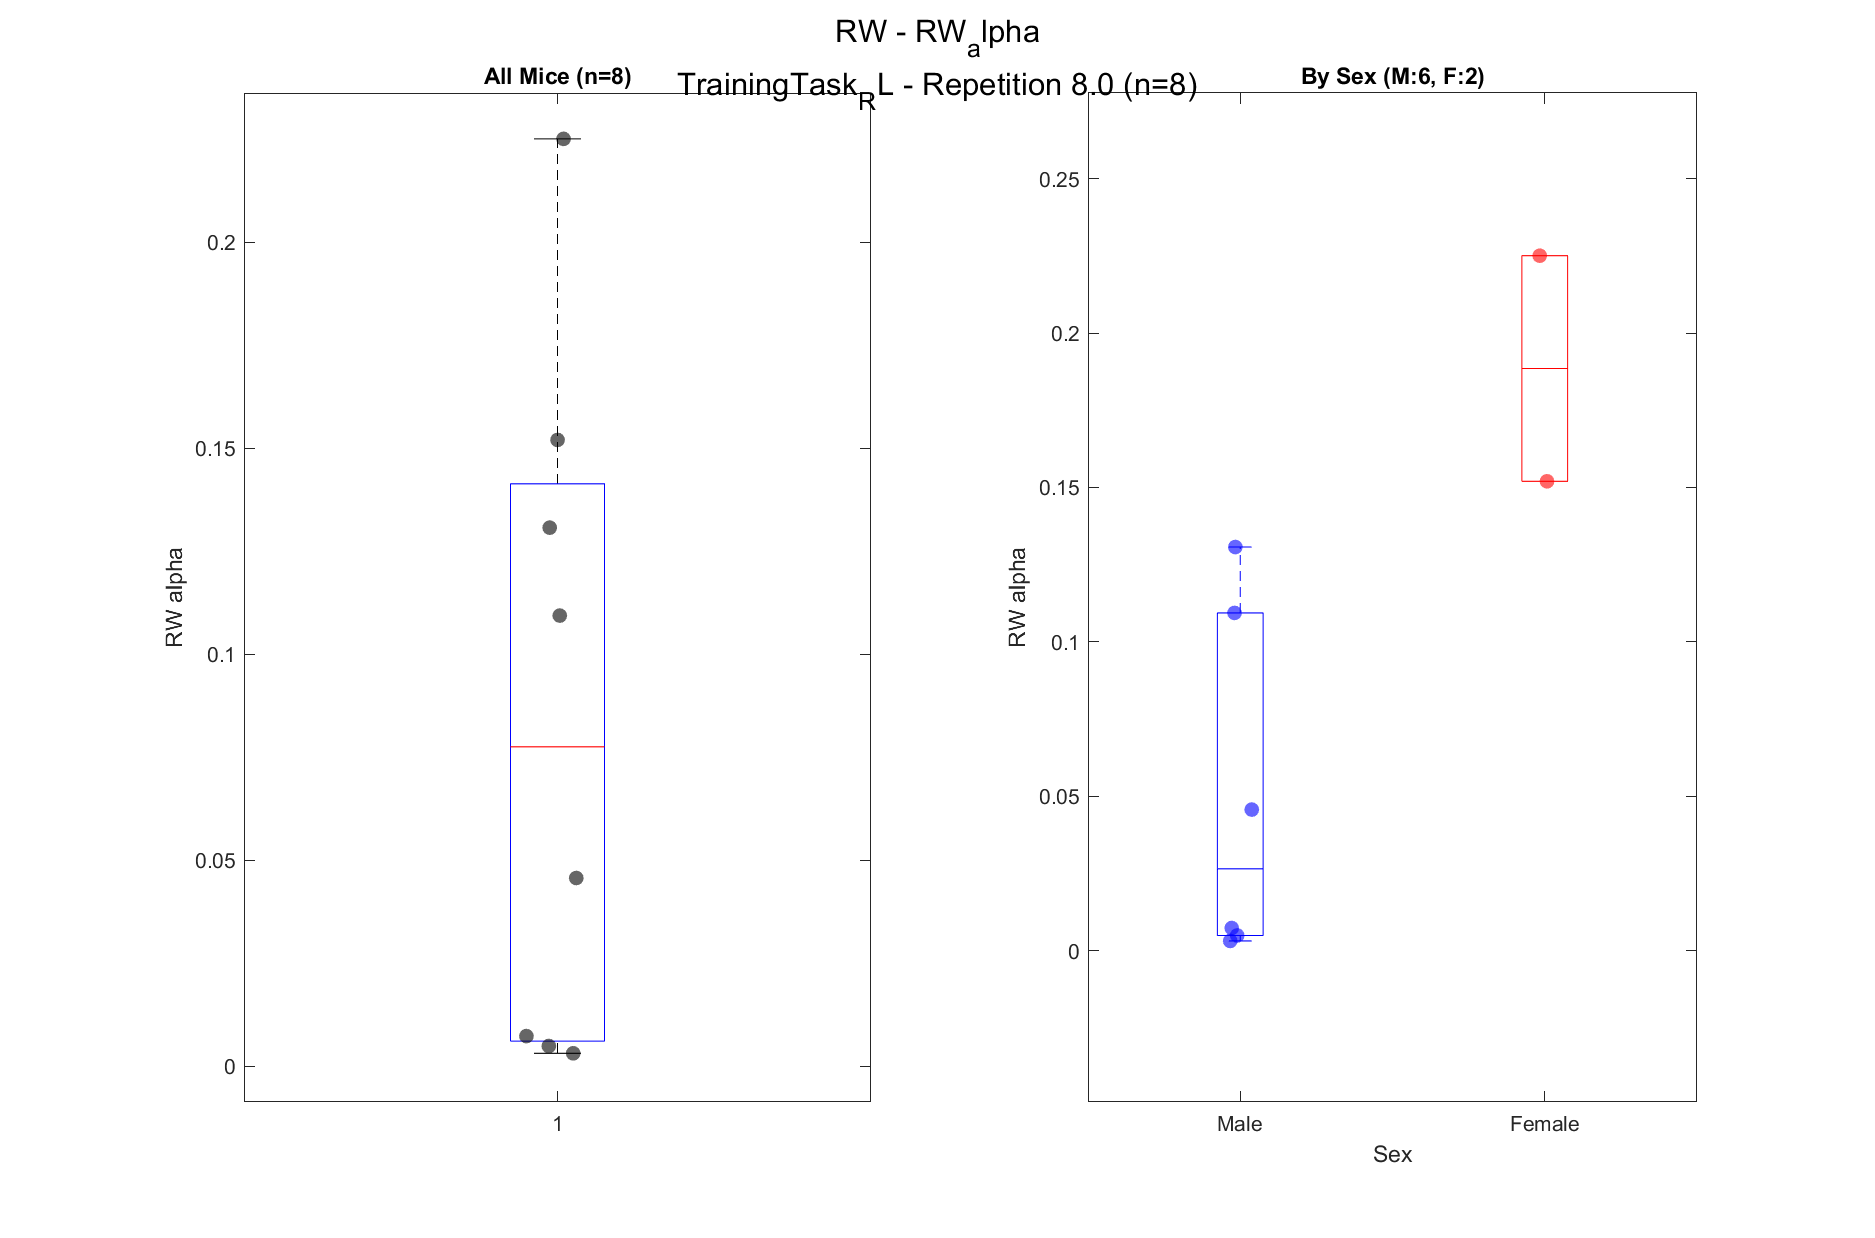 RW - RW_alpha
TrainingTask_RL - Repetition 8.0 (n=8)
All Mice (n=8)
RW alpha
0.2
0.15
0.1
0.05
0
1
By Sex (M:6, F:2)
RW alpha
0.25
0.2
0.15
0.1
0.05
0
Male Female
Sex